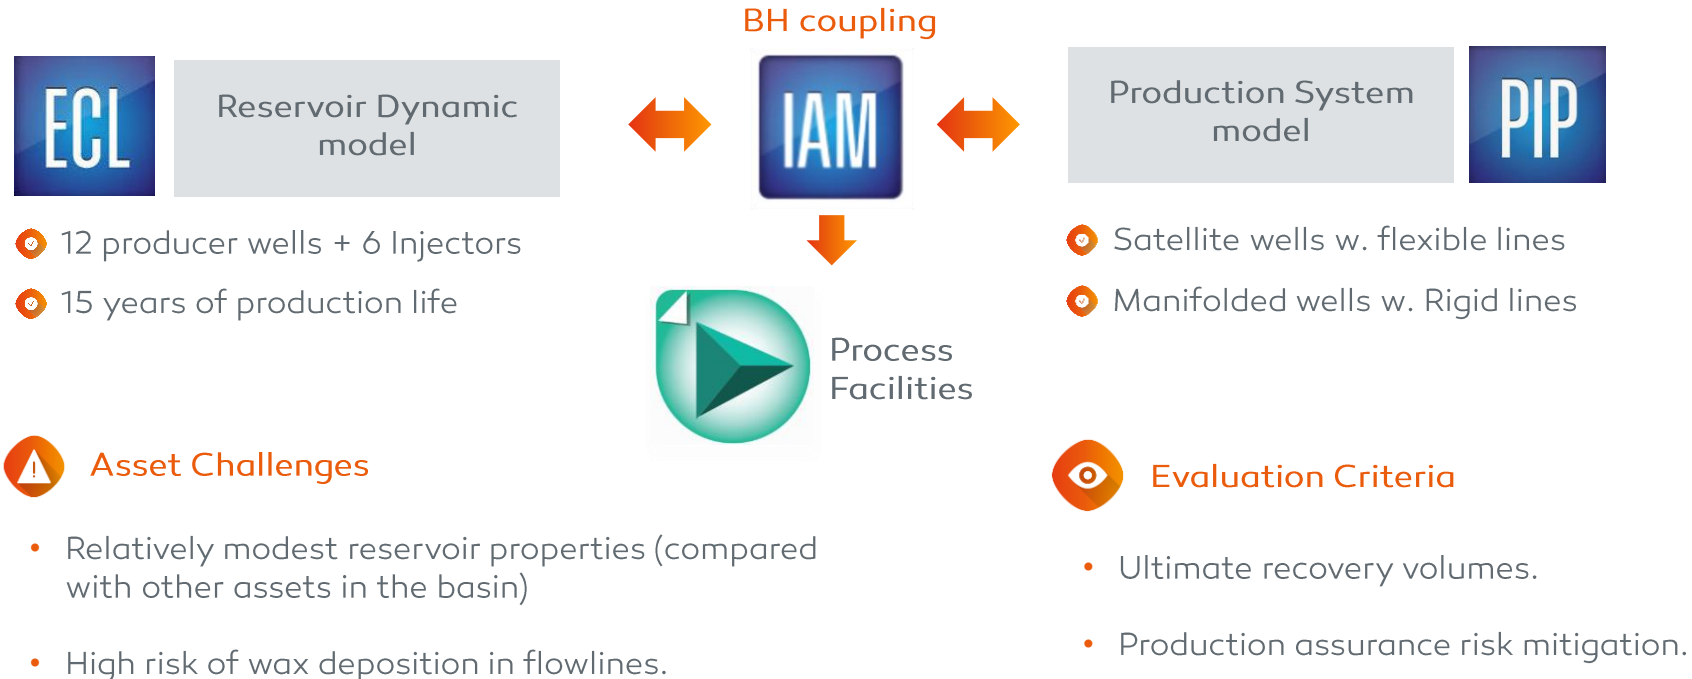 BH coupling
ECL
Reservoir Dynamic
model
IAM
Production System
model
PIP
12 producer wells + 6 Injectors
15 years of production life
Satellite wells w. flexible lines
Manifolded wells w. Rigid lines
Process
Facilities
Asset Challenges
Relatively modest reservoir properties (compared
with other assets in the basin)
High risk of wax deposition in flowlines.
Evaluation Criteria
Ultimate recovery volumes.
Production assurance risk mitigation.